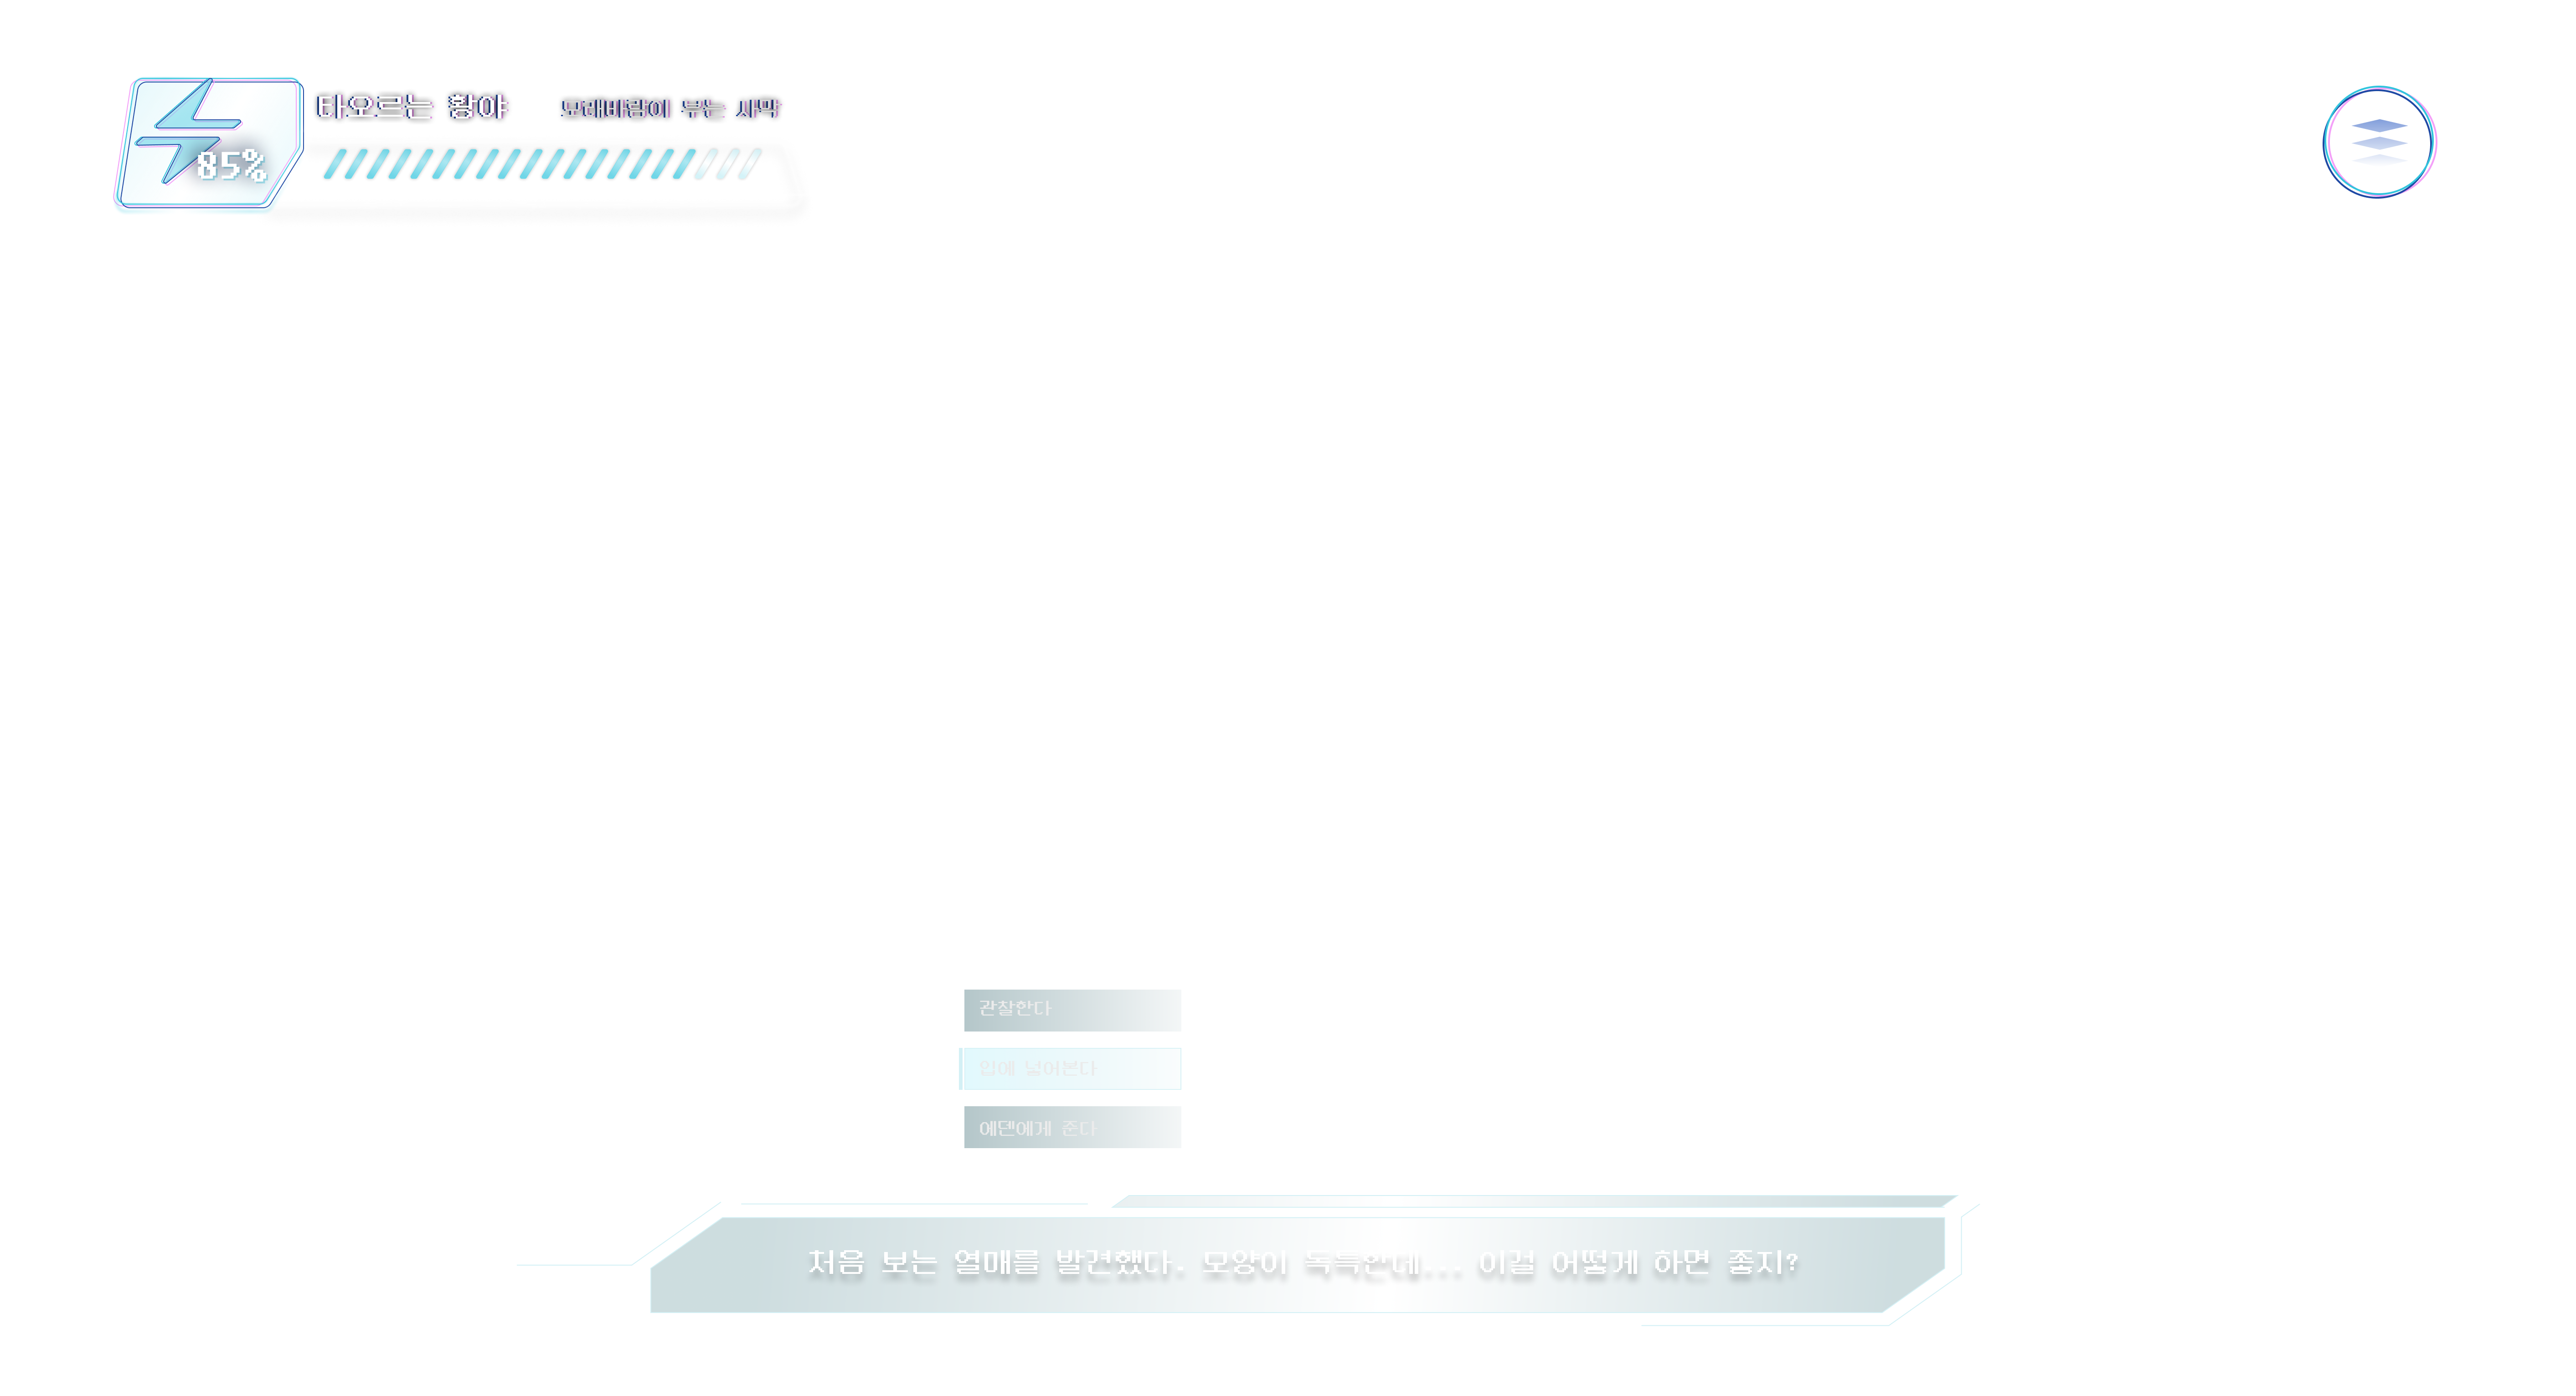 타오르는 황야
모래바람이 부는 사막
85%
관찰한다
입에 넣어본다
에덴에게 준다
처음 보는 열매를 발견했다. 모양이 독특한데... 이걸 어떻게 하면 좋지?